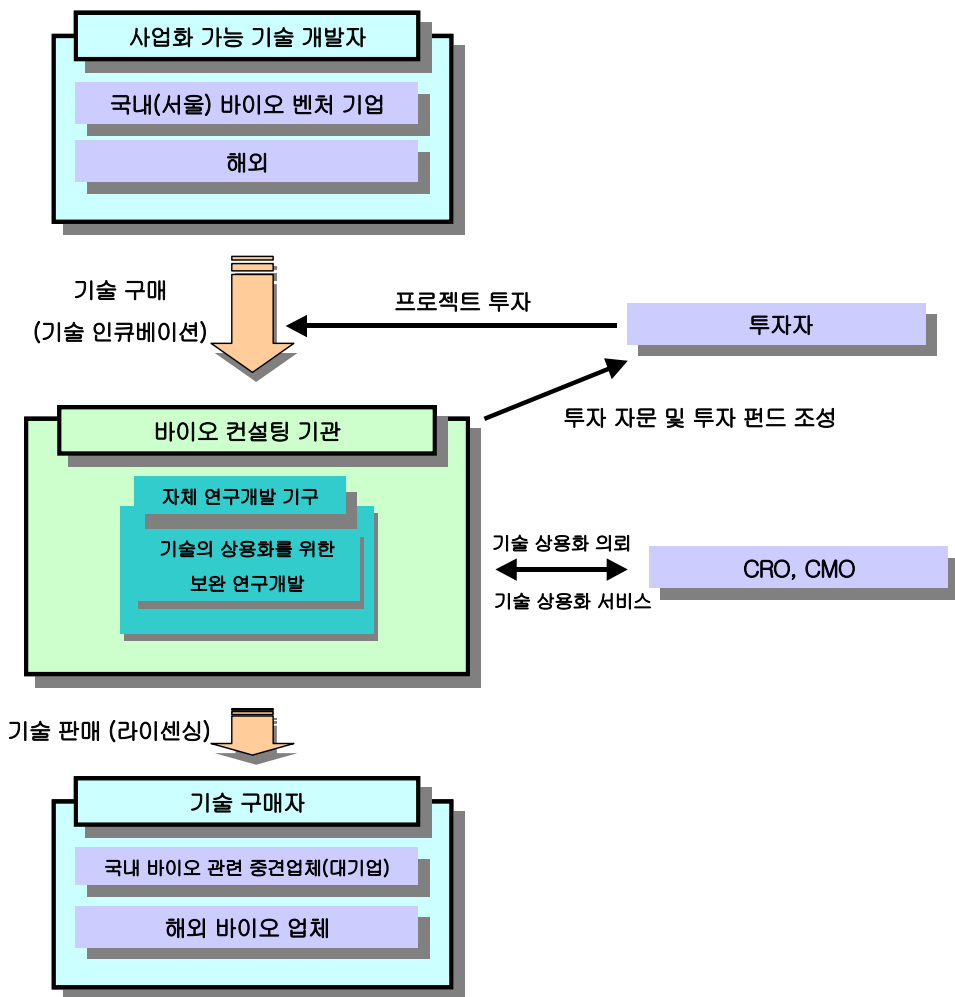 사업화 가능 기술 개발자
국내(서울) 바이오 벤처 기업
해외
기술 구매
(기술 인큐베이션)
프로젝트 투자
투자자
투자 자문 및 투자 펀드 조성
바이오 컨설팅 기관
자체 연구개발 기구
기술의 상용화를 위한
보완 연구개발
기술 상용화 의뢰
기술 상용화 서비스
CRO, CMO
기술 판매 (라이센싱)
기술 구매자
국내 바이오 관련 중견업체(대기업)
해외 바이오 업체